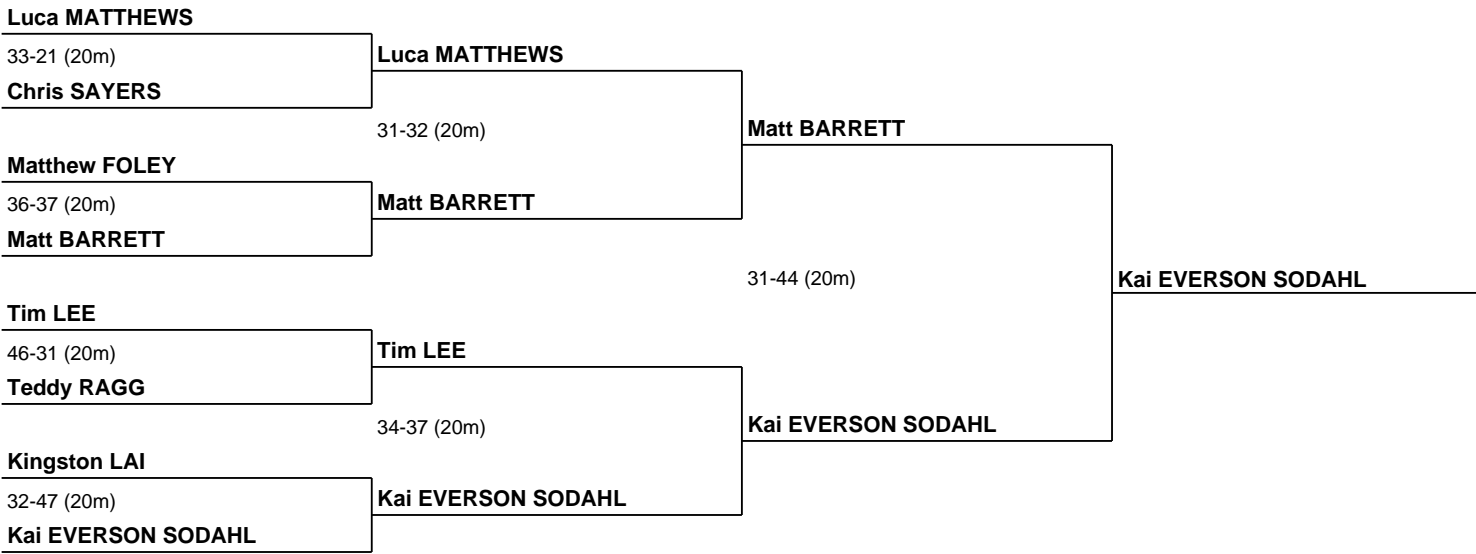 Luca MATTHEWS
33-21 (20m)
Chris SAYERS
Matthew FOLEY
36-37 (20m)
Matt BARRETT
Tim LEE
46-31 (20m)
Teddy RAGG
Kingston LAI
32-47 (20m)
Kai EVERSON SODAHL
Luca MATTHEWS
31-32 (20m)
Matt BARRETT
Tim LEE
34-37 (20m)
Kai EVERSON SODAHL
Matt BARRETT
31-44 (20m)
Kai EVERSON SODAHL
Kai EVERSON SODAHL